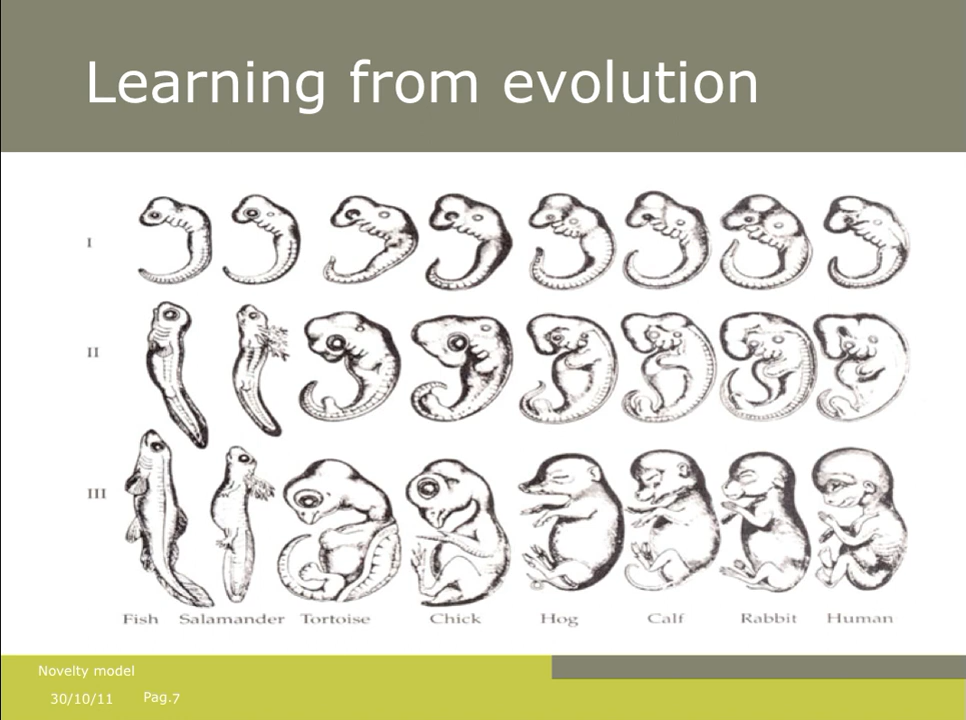 Learning from evolution
I
II
III
Fish Salamander Tortoise Chick Hog Calf Rabbit Human
Novelty model
30/10/11 Pag.7